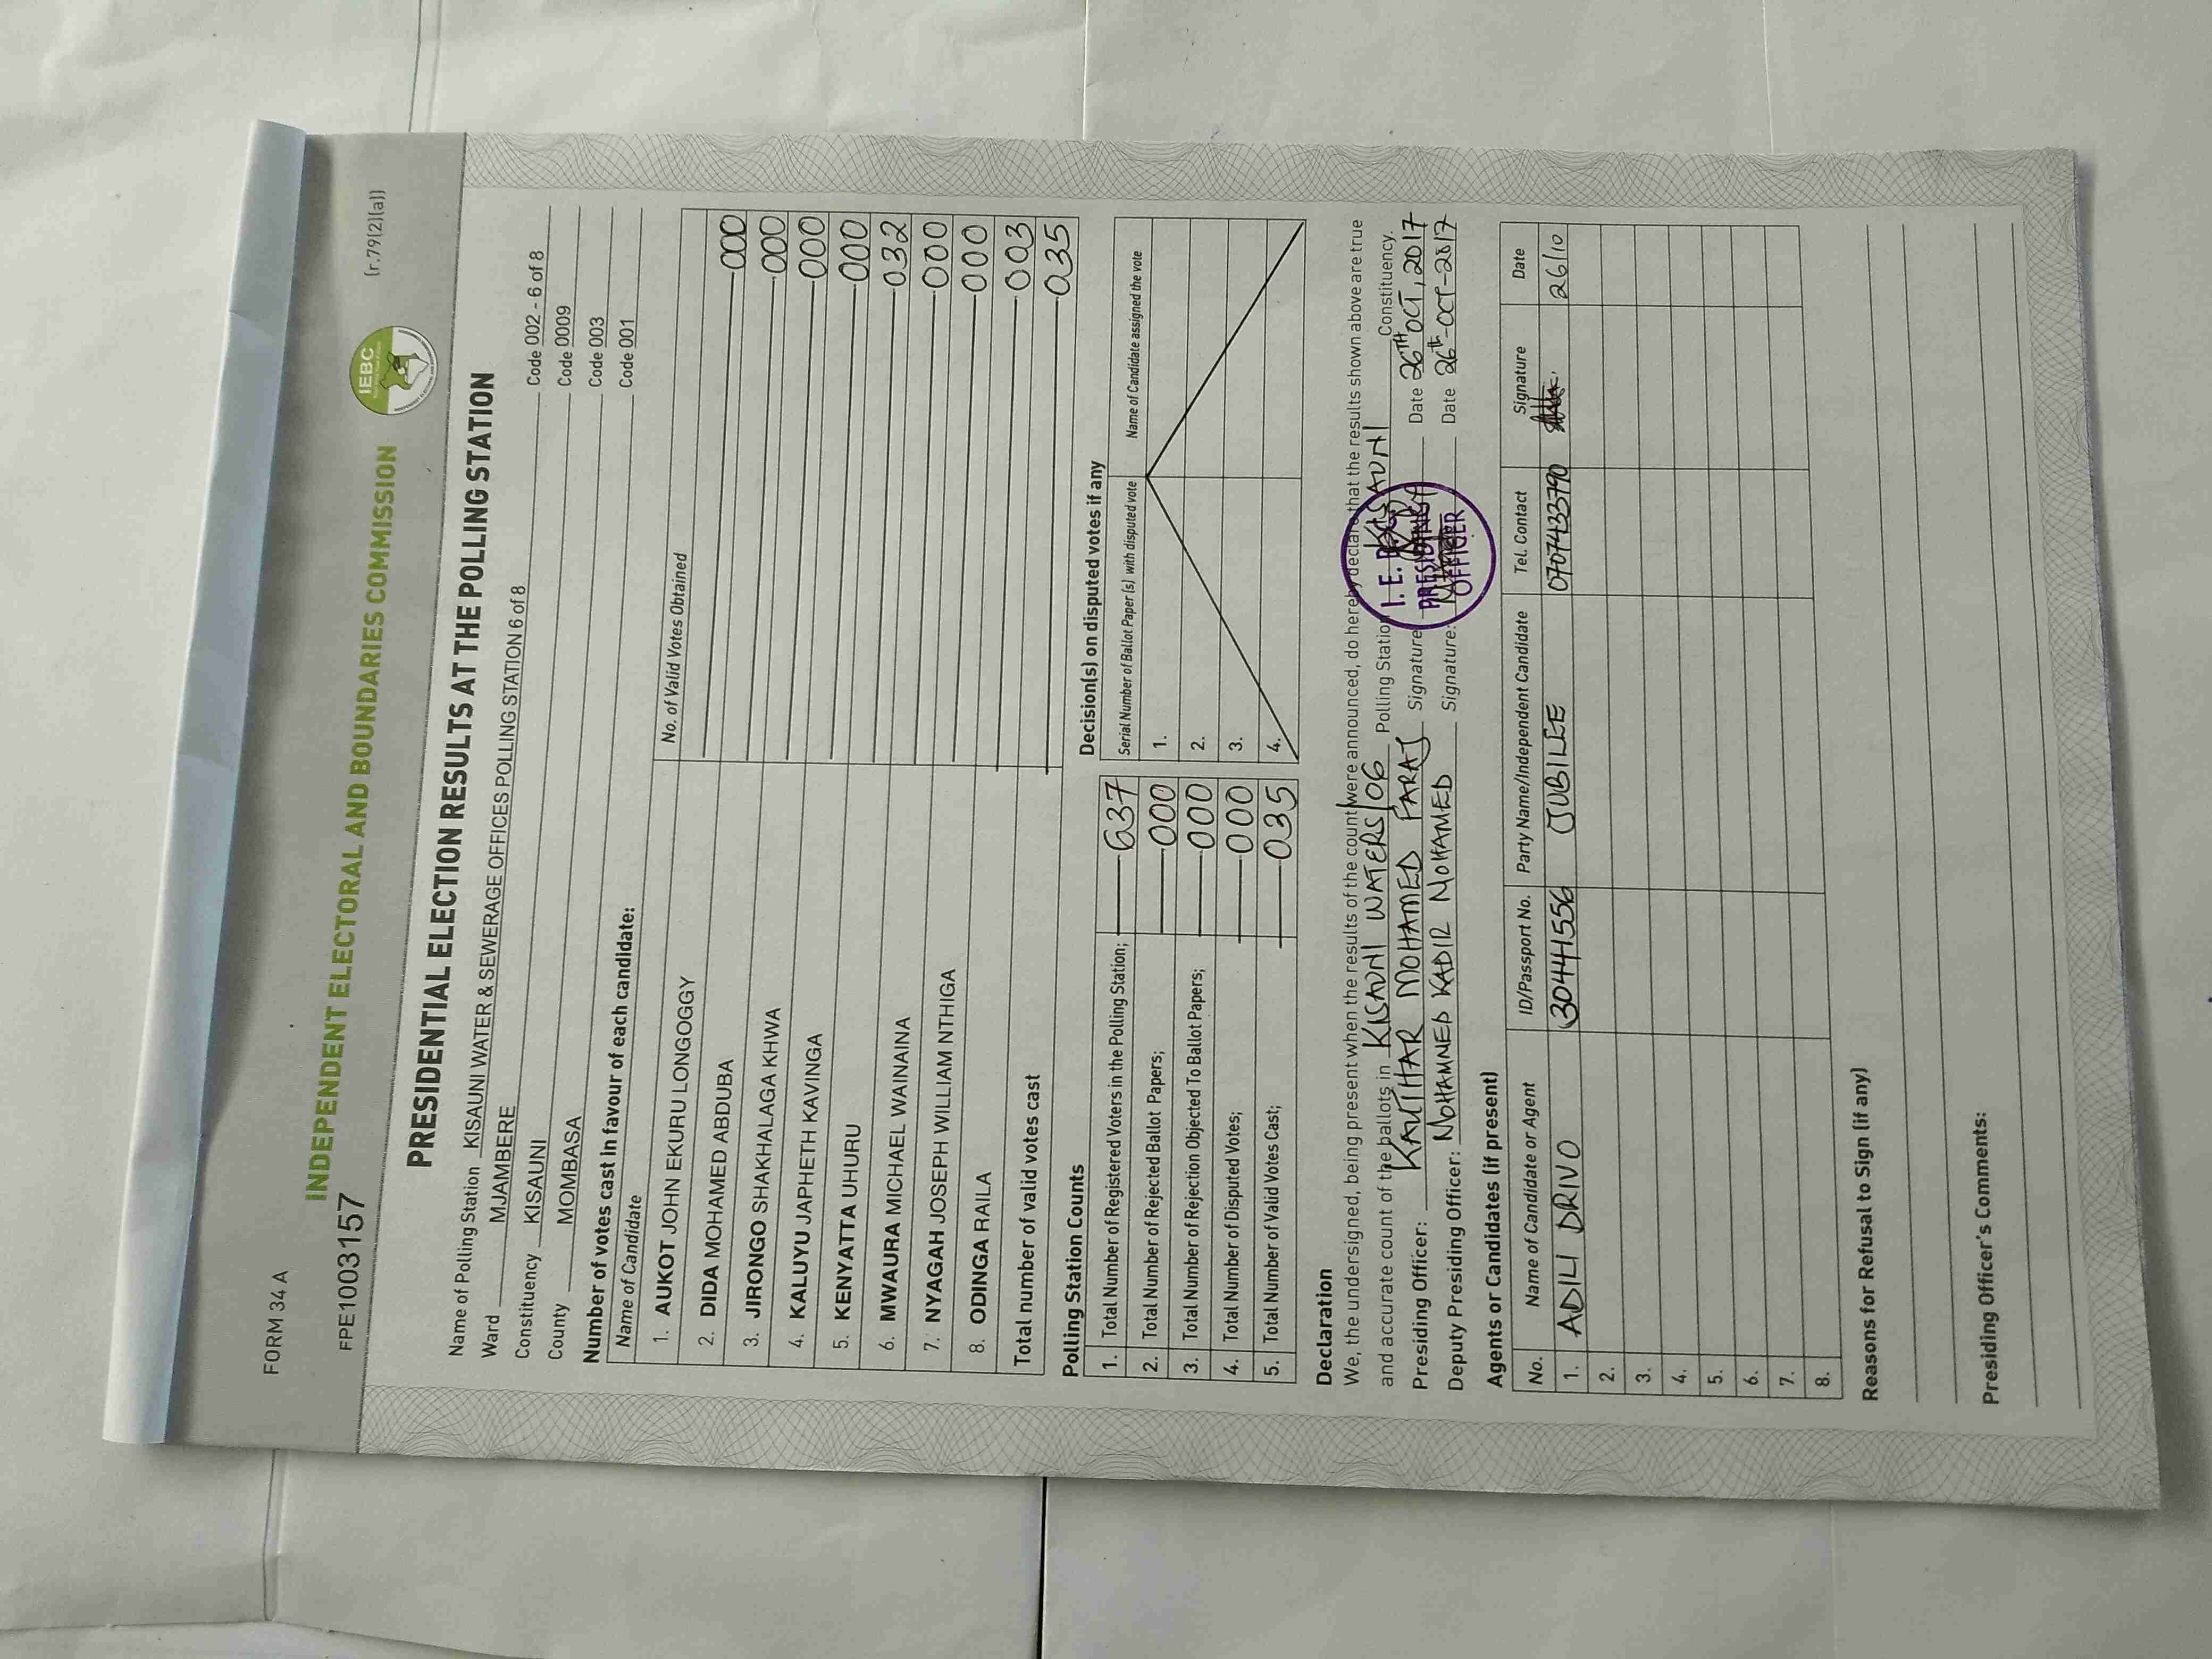 FORM 34 A
(r.79(2)(a))
INDEPENDENT ELECTORAL AND BOUNDARIES COMMISSION
IEBC
FPE1003157
PRESIDENTIAL ELECTION RESULTS AT THE POLLING STATION
Name of Polling Station KISAUNI WATER & SEWERAGE OFFICES POLLING STATION 6 of 8 Code 002 - 6 of 8
Ward MJAMBERE Code 0009
Constituency KISAUNI Code 003
County MOMBASA Code 001
Number of votes cast in favour of each candidate:
Name of Candidate No. of Valid Votes Obtained
1. AUKOT JOHN EKURU LONGOGGY 000
2. DIDA MOHAMED ABDUBA 000
3. JIRONGO SHAKHALAGA KHWA 000
4. KALUYU JAPHETH KAVINGA 000
5. KENYATTA UHURU 032
6. MWAURA MICHAEL WAINAINA 000
7. NYAGAH JOSEPH WILLIAM NTHIGA 000
8. ODINGA RAILA 003
Total number of valid votes cast 035
Polling Station Counts
1. Total Number of Registered Voters in the Polling Station; 637
2. Total Number of Rejected Ballot Papers; 000
3. Total Number of Rejection Objected To Ballot Papers; 000
4. Total Number of Disputed Votes; 000
5. Total Number of Valid Votes Cast; 035
Decision(s) on disputed votes if any
Serial Number of Ballot Paper (s) with disputed vote Name of Candidate assigned the vote
1.
2.
3.
4.
Declaration
We, the undersigned, being present when the results of the count were announced, do hereby declare that the results shown above are true
and accurate count of the ballots in KISAUNI WATERS/06 Polling Station KISAUNI Constituency.
Presiding Officer: KAUTHAR MOHAMED FARAJ Signature: Date 26TH OCT, 2017
Deputy Presiding Officer: MOHAMMED KADIR MOHAMED Signature: Date 26th-OCT-2017
I.E.B.C
PRESIDING
OFFICER
Agents or Candidates (if present)
No. Name of Candidate or Agent ID/Passport No. Party Name/Independent Candidate Tel. Contact Signature Date
1. ADILI DRIVO 30441556 JUBILEE 0707433790 26/10
2.
3.
4.
5.
6.
7.
8.
Reasons for Refusal to Sign (if any)
Presiding Officer's Comments: